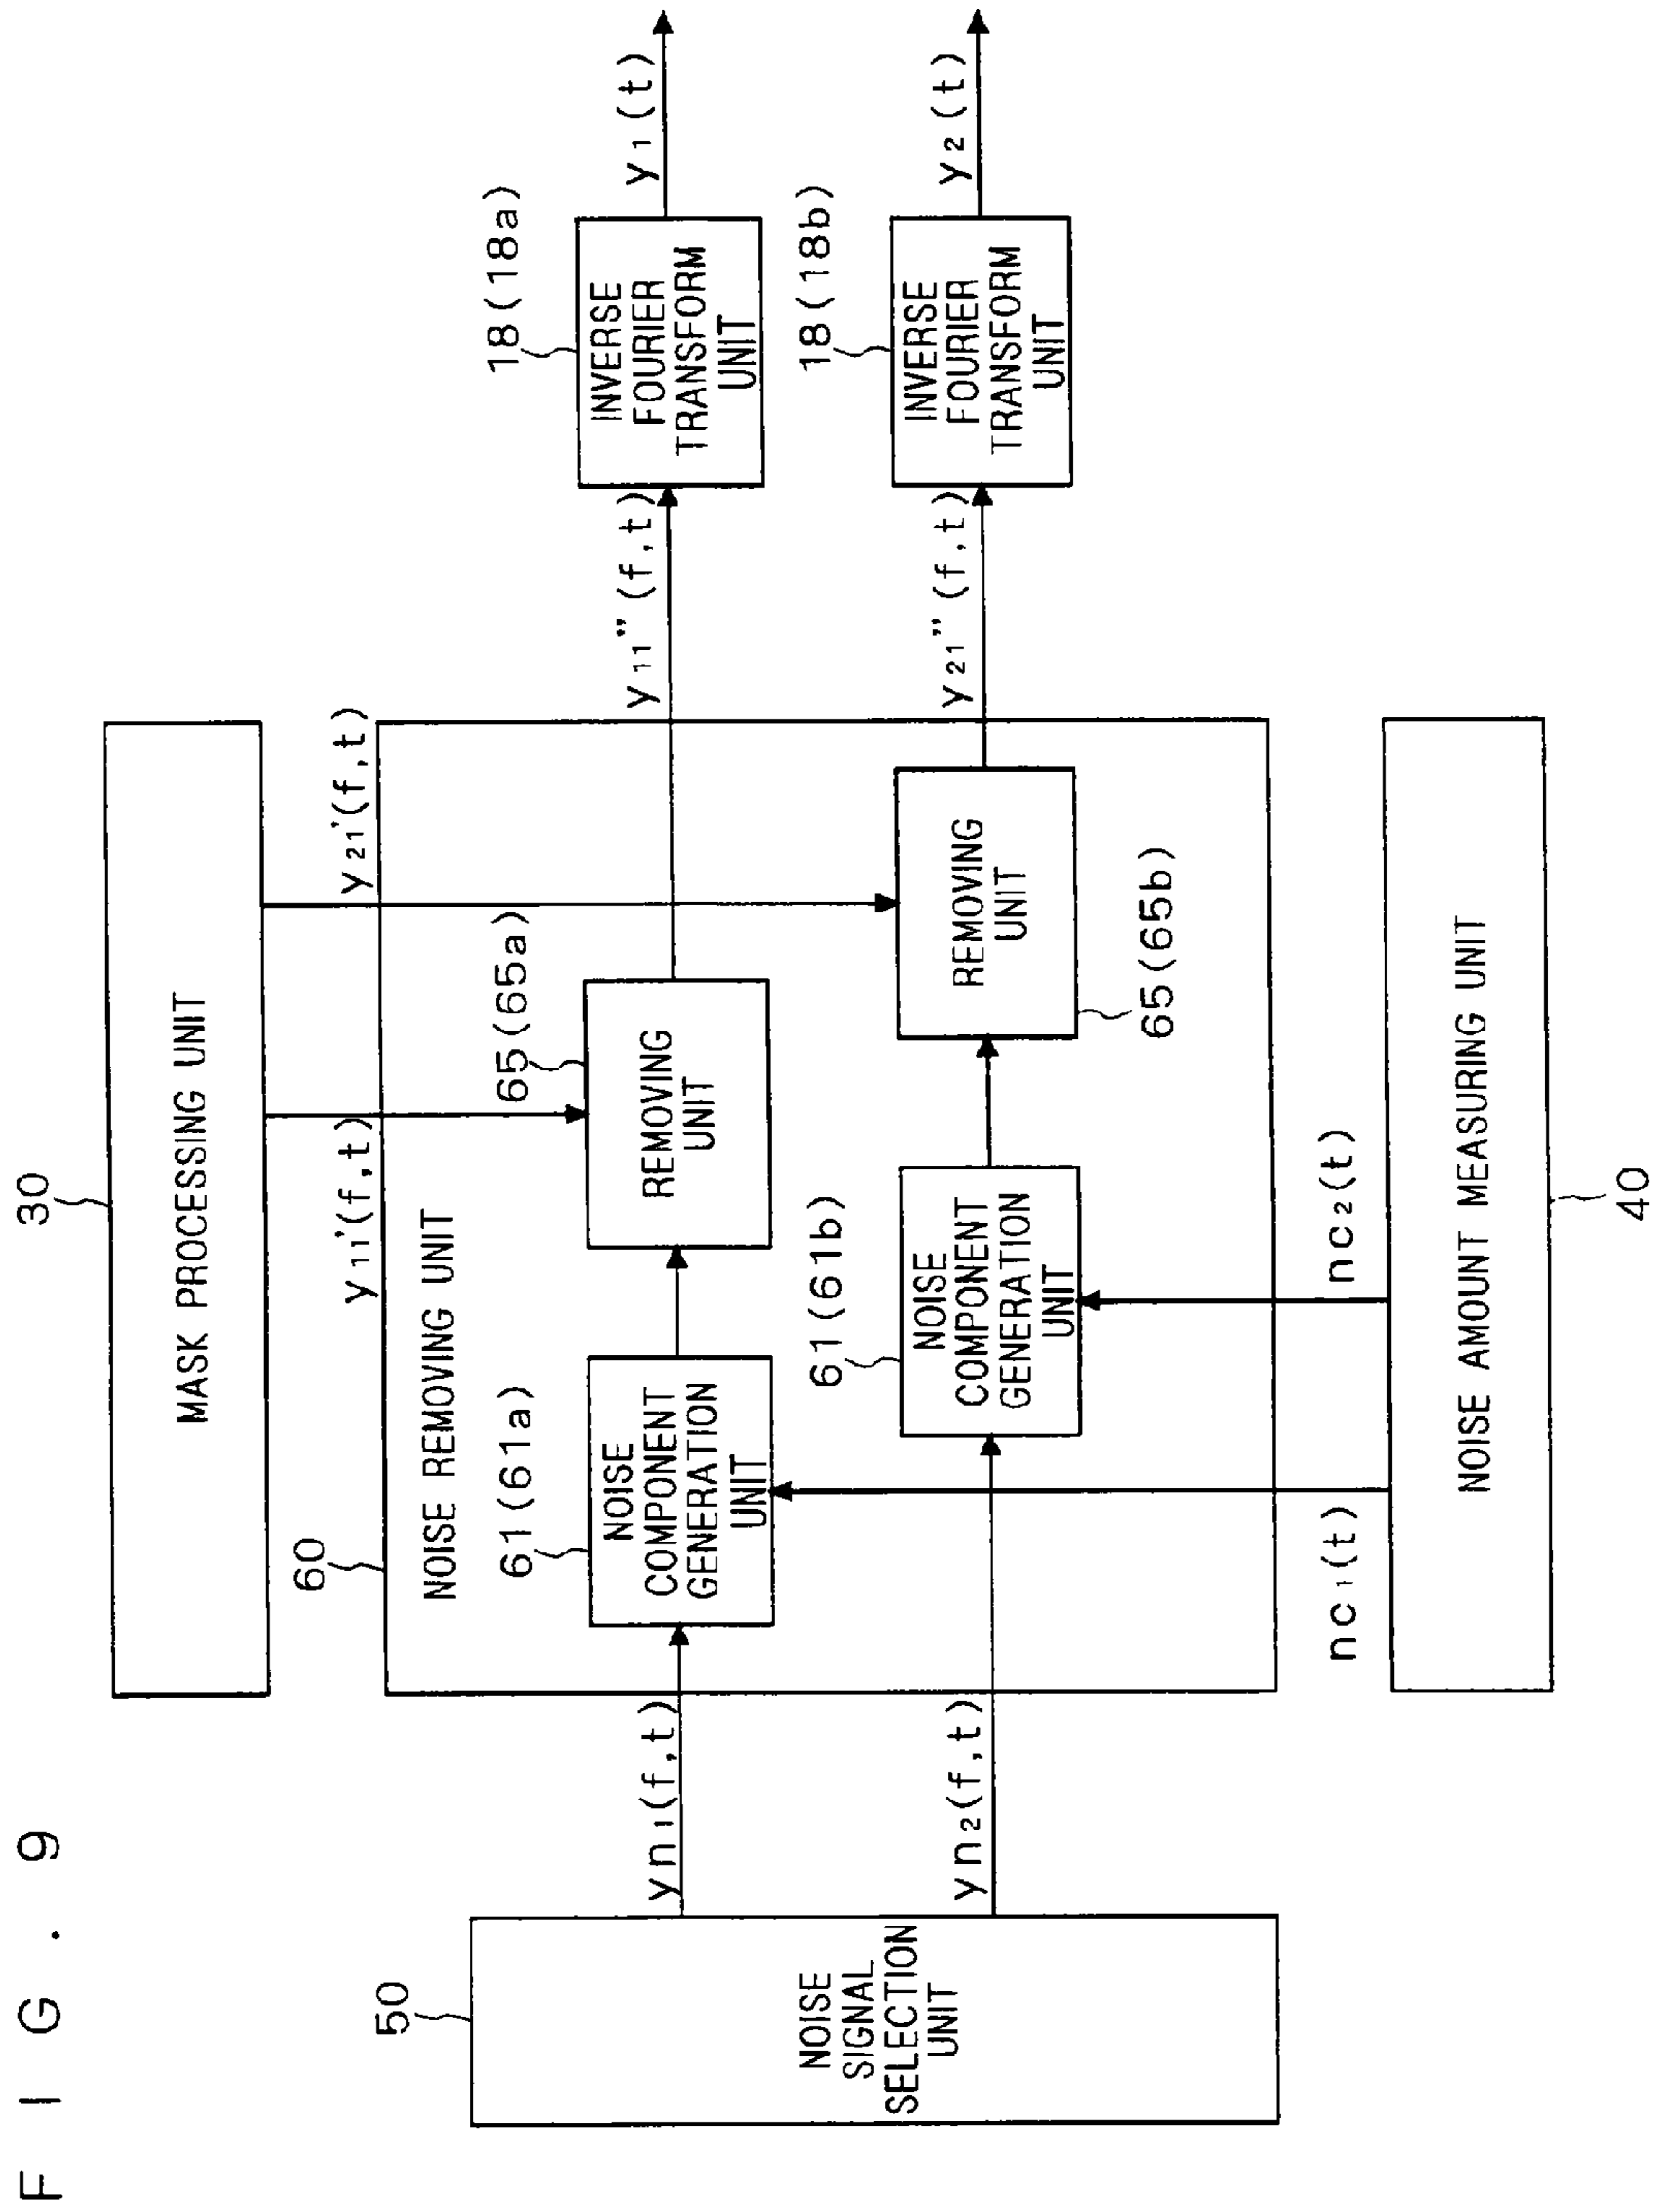 FIG. 9
30
MASK PROCESSING UNIT
y₁₁'(f,t)
y₂₁'(f,t)
60
NOISE REMOVING UNIT
65(65a)
REMOVING
UNIT
61(61a)
NOISE
COMPONENT
GENERATION
UNIT
50
NOISE
SIGNAL
SELECTION
UNIT
yn₁(f,t)
yn₂(f,t)
y₁₁"(f,t)
18(18a)
INVERSE
FOURIER
TRANSFORM
UNIT
y₁(t)
61(61b)
NOISE
COMPONENT
GENERATION
UNIT
REMOVING
UNIT
65(65b)
y₂₁"(f,t)
18(18b)
INVERSE
FOURIER
TRANSFORM
UNIT
y₂(t)
nc₁(t)
nc₂(t)
NOISE AMOUNT MEASURING UNIT
40